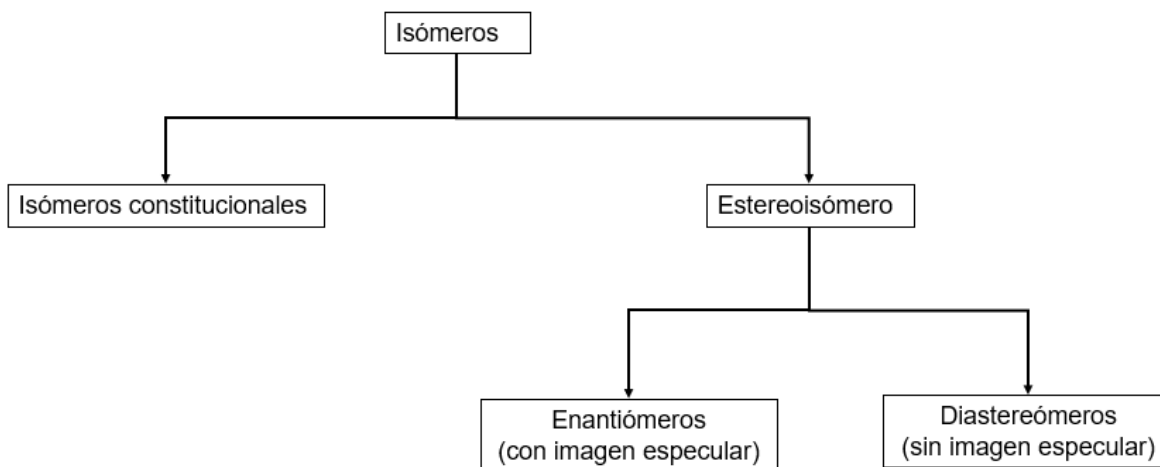 Isómeros
Isómeros constitucionales
Estereoisómero
Enantiómeros
(con imagen especular)
Diastereómeros
(sin imagen especular)